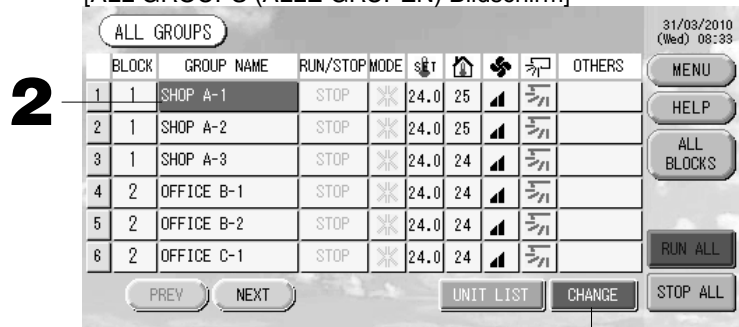 [ALL GROUPS (ALLE GRUPPEN) Bildschirm]
ALL GROUPS
31/03/2010
(Wed) 08:33
BLOCK GROUP NAME RUN/STOP MODE SET OTHERS
MENU
2
1 1 SHOP A-1 STOP 24.0 25
HELP
2 1 SHOP A-2 STOP 24.0 25
ALL
BLOCKS
3 1 SHOP A-3 STOP 24.0 24
4 2 OFFICE B-1 STOP 24.0 24
5 2 OFFICE B-2 STOP 24.0 24
6 2 OFFICE C-1 STOP 24.0 24
RUN ALL
PREV NEXT UNIT LIST CHANGE STOP ALL